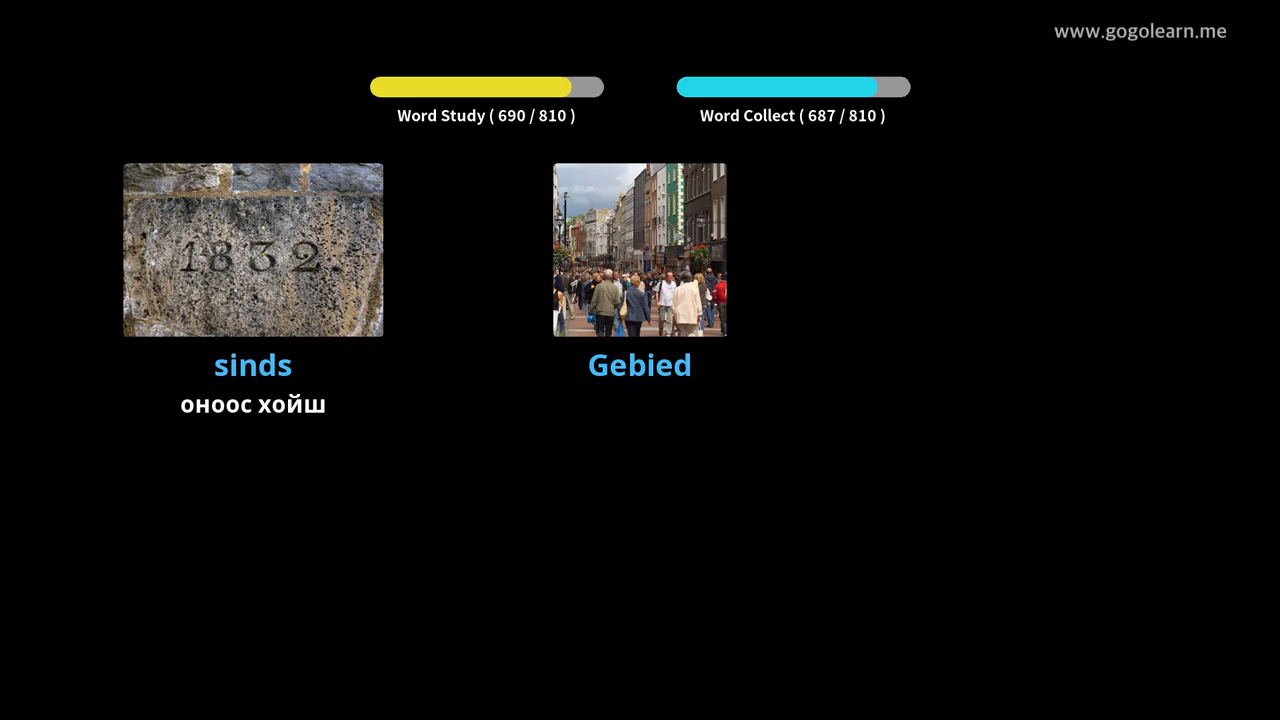 www.gogolearn.me
Word Study ( 690 / 810 )
Word Collect ( 687 / 810 )
1832.
sinds
Gebied
оноос хойш